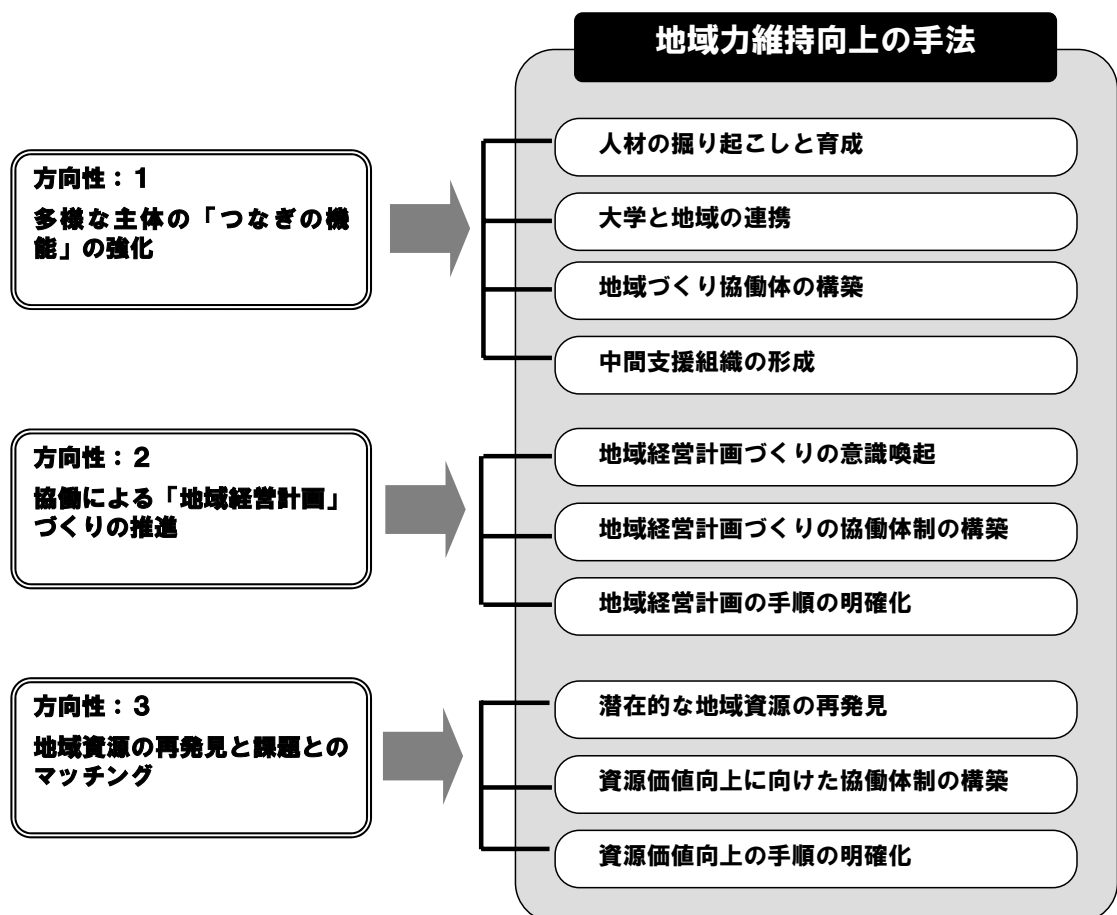 地域力維持向上の手法
方向性：１
多様な主体の「つなぎの機
能」の強化
人材の掘り起こしと育成
大学と地域の連携
地域づくり協働体の構築
中間支援組織の形成
方向性：２
協働による「地域経営計画」
づくりの推進
地域経営計画づくりの意識喚起
地域経営計画づくりの協働体制の構築
地域経営計画の手順の明確化
方向性：３
地域資源の再発見と課題との
マッチング
潜在的な地域資源の再発見
資源価値向上に向けた協働体制の構築
資源価値向上の手順の明確化